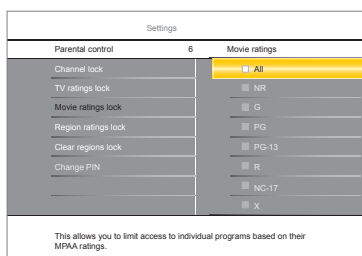 Settings
Parental control 6 Movie ratings
Channel lock All
TV ratings lock NR
Movie ratings lock G
Region ratings lock PG
Clear regions lock PG-13
Change PIN R
NC-17
X
This allows you to limit access to individual programs based on their
MPAA ratings.